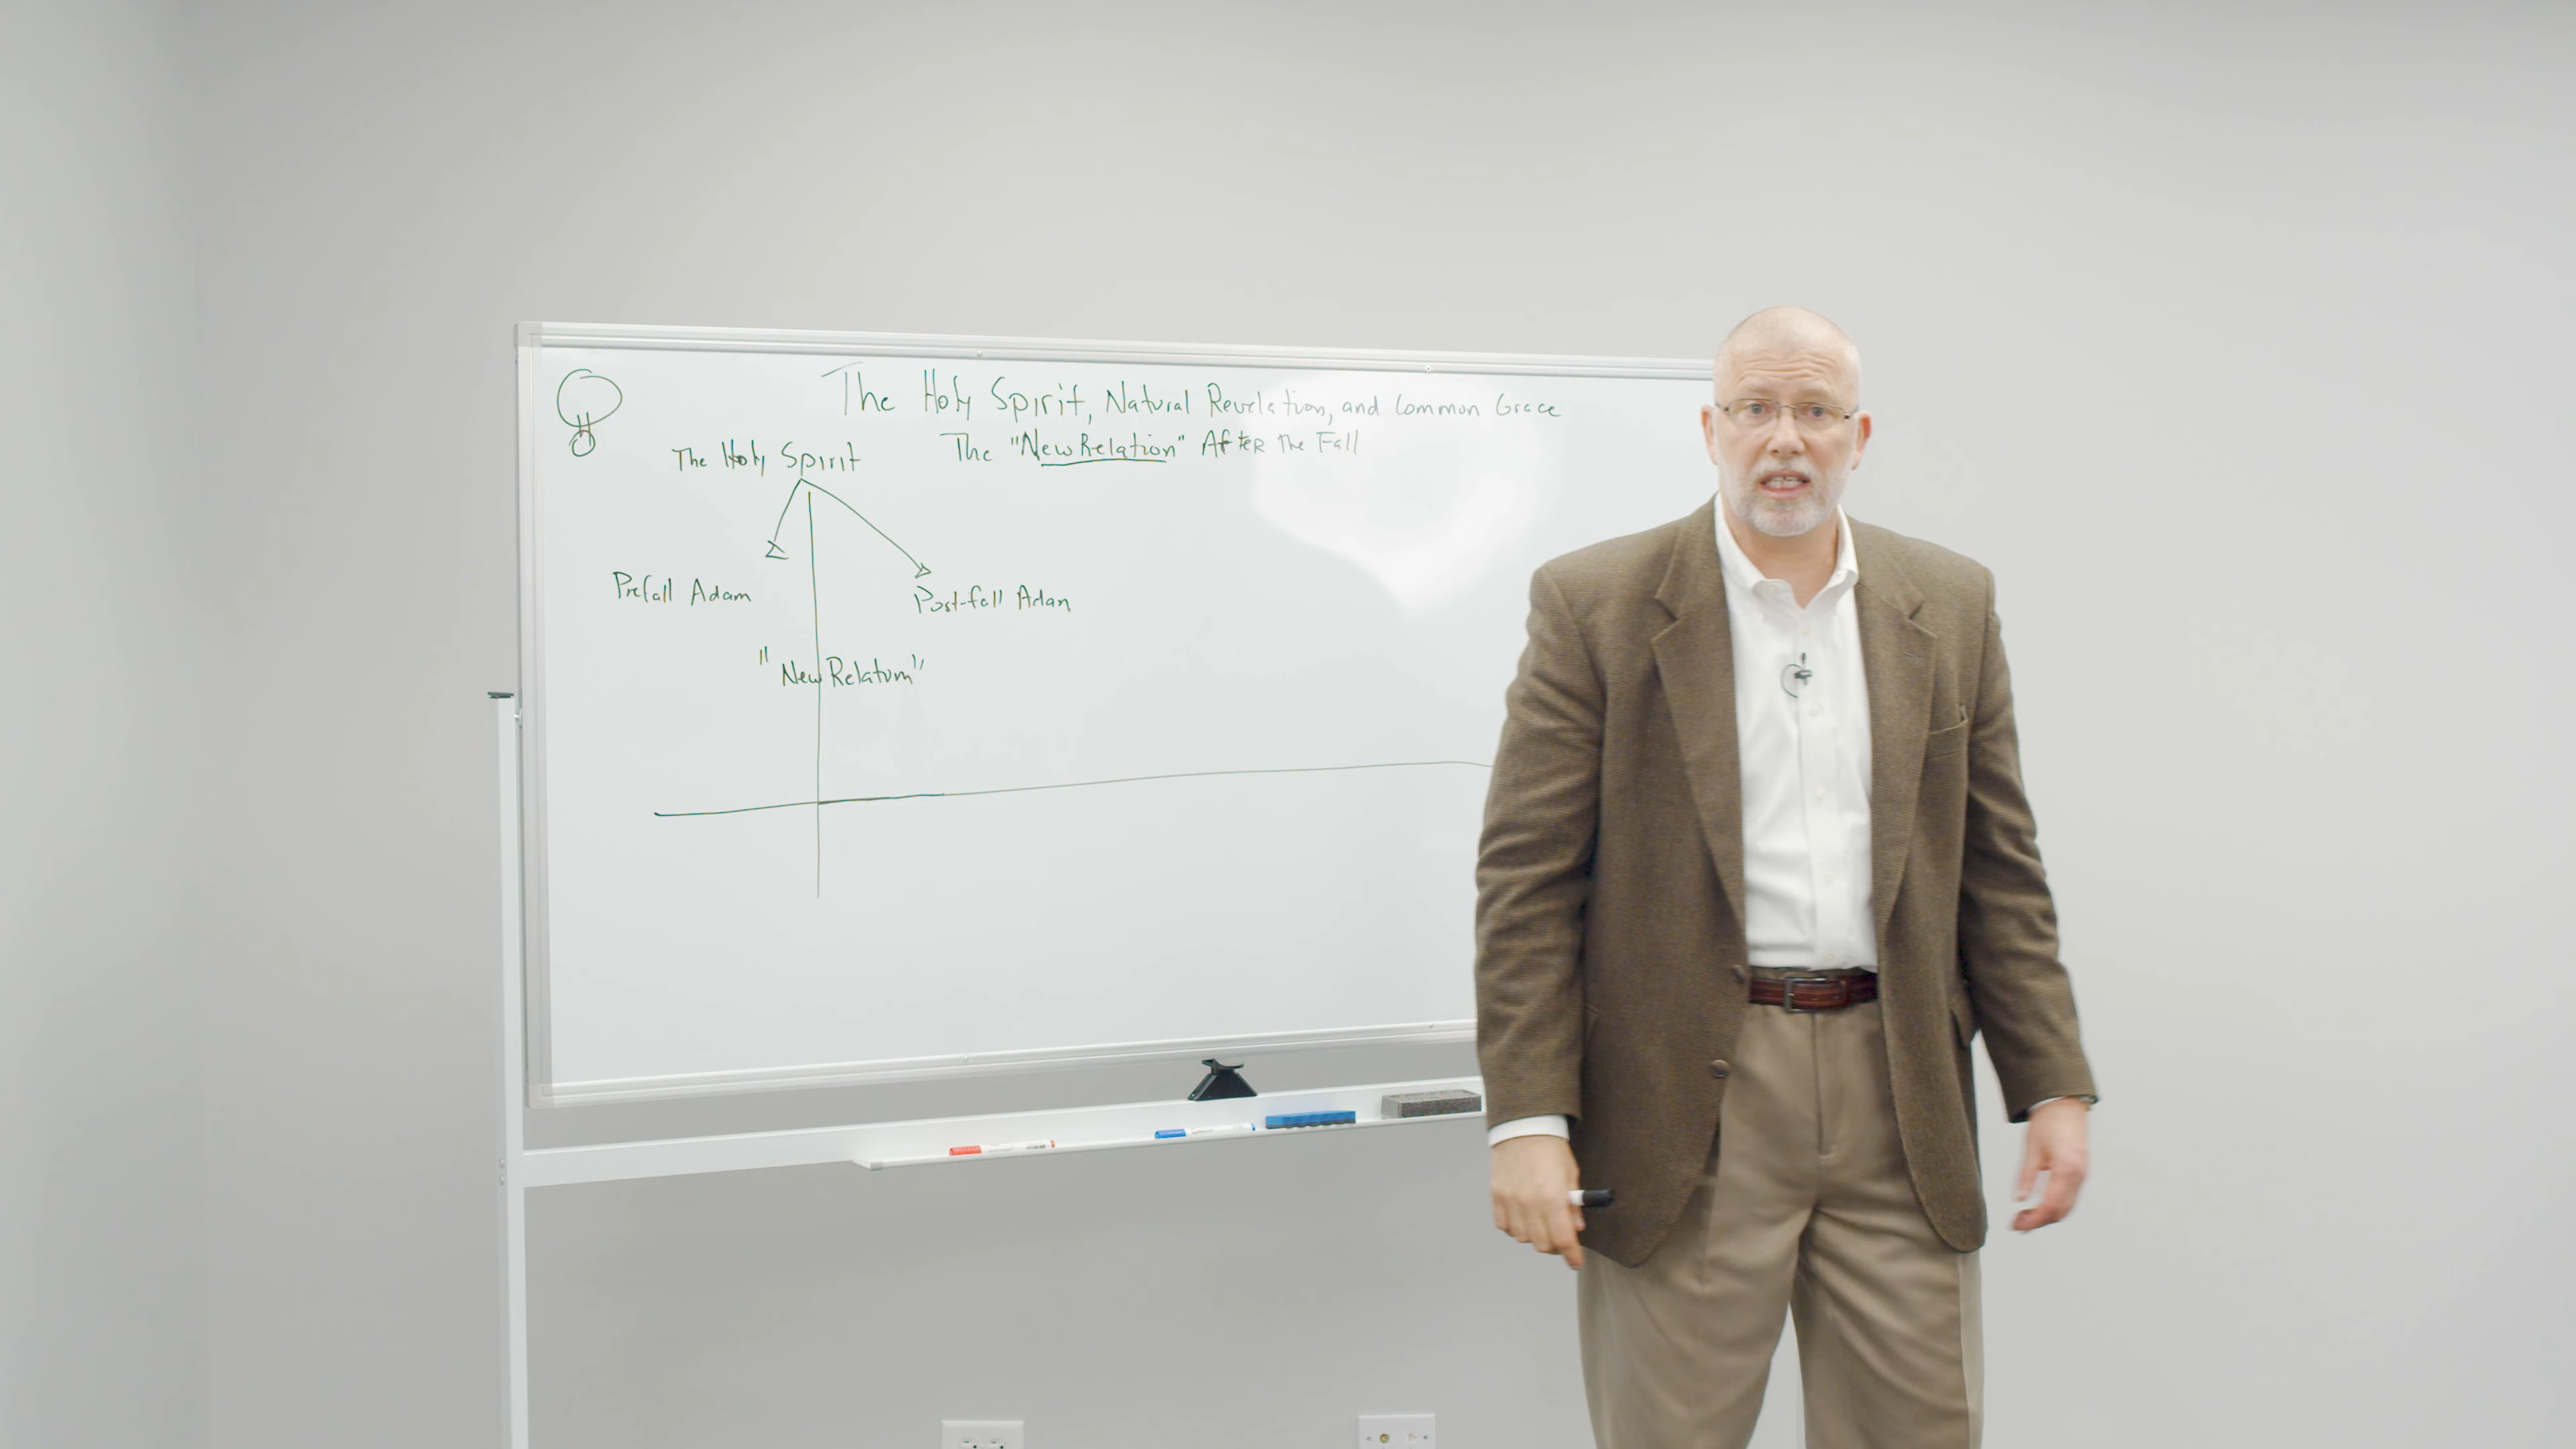 The Holy Spirit, Natural Revelation, and Common Grace
The "New Relation" After the Fall
The Holy Spirit
Prefall Adam
Post-fall Adam
"New Relation"